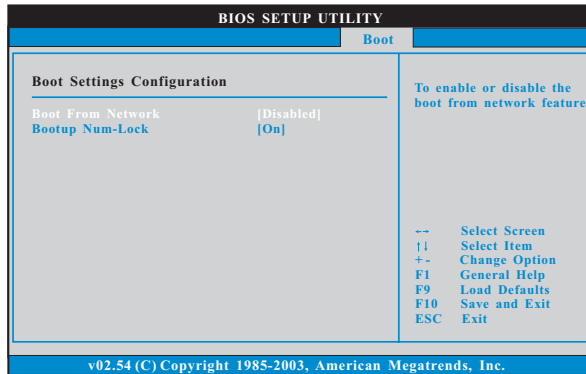 BIOS SETUP UTILITY
Boot
Boot Settings Configuration
Boot From Network [Disabled]
Bootup Num-Lock [On]
To enable or disable the
boot from network feature
←→ Select Screen
↑↓ Select Item
+- Change Option
F1 General Help
F9 Load Defaults
F10 Save and Exit
ESC Exit
v02.54 (C) Copyright 1985-2003, American Megatrends, Inc.